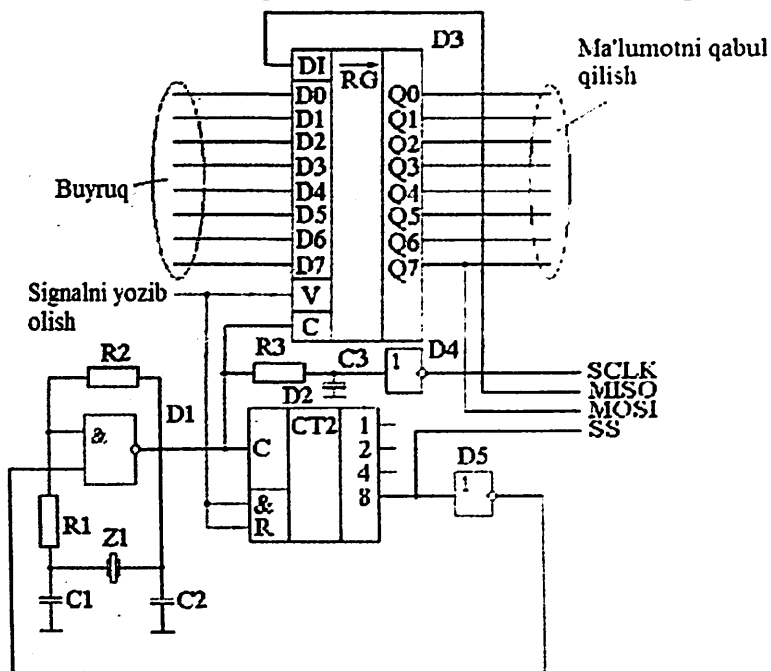 D3
Ma'lumotni qabul
qilish
DI
RG
D0
D1
D2
D3
D4
D5
D6
D7
Q0
Q1
Q2
Q3
Q4
Q5
Q6
Q7
Buyruq
Signalni yozib
olish
V
C
R2
R3
C3
1
D4
SCLK
MISO
MOSI
SS
D1
&
D2
C
CT2
1
2
4
8
&
R
D5
1
R1
Z1
C1
C2